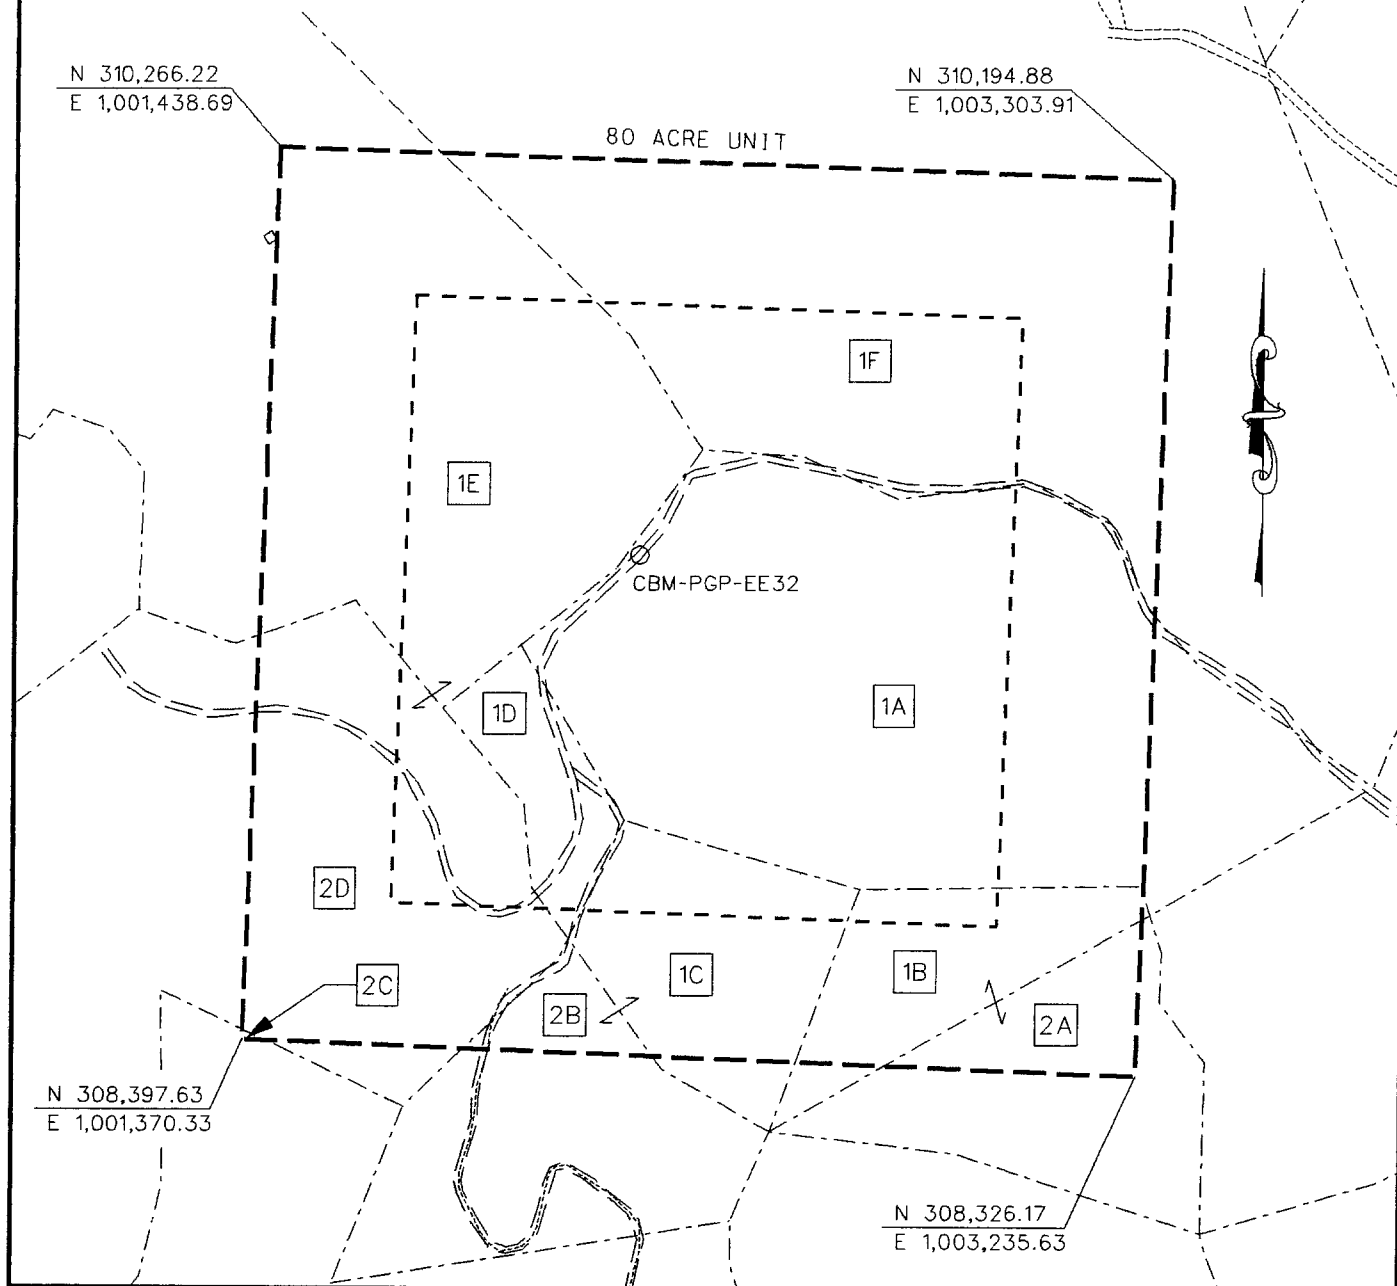 N 310,266.22
E 1,001,438.69
N 310,194.88
E 1,003,303.91
80 ACRE UNIT
1F
1E
CBM-PGP-EE32
1D
1A
2D
2C
1C
1B
2B
2A
N 308,397.63
E 1,001,370.33
N 308,326.17
E 1,003,235.63